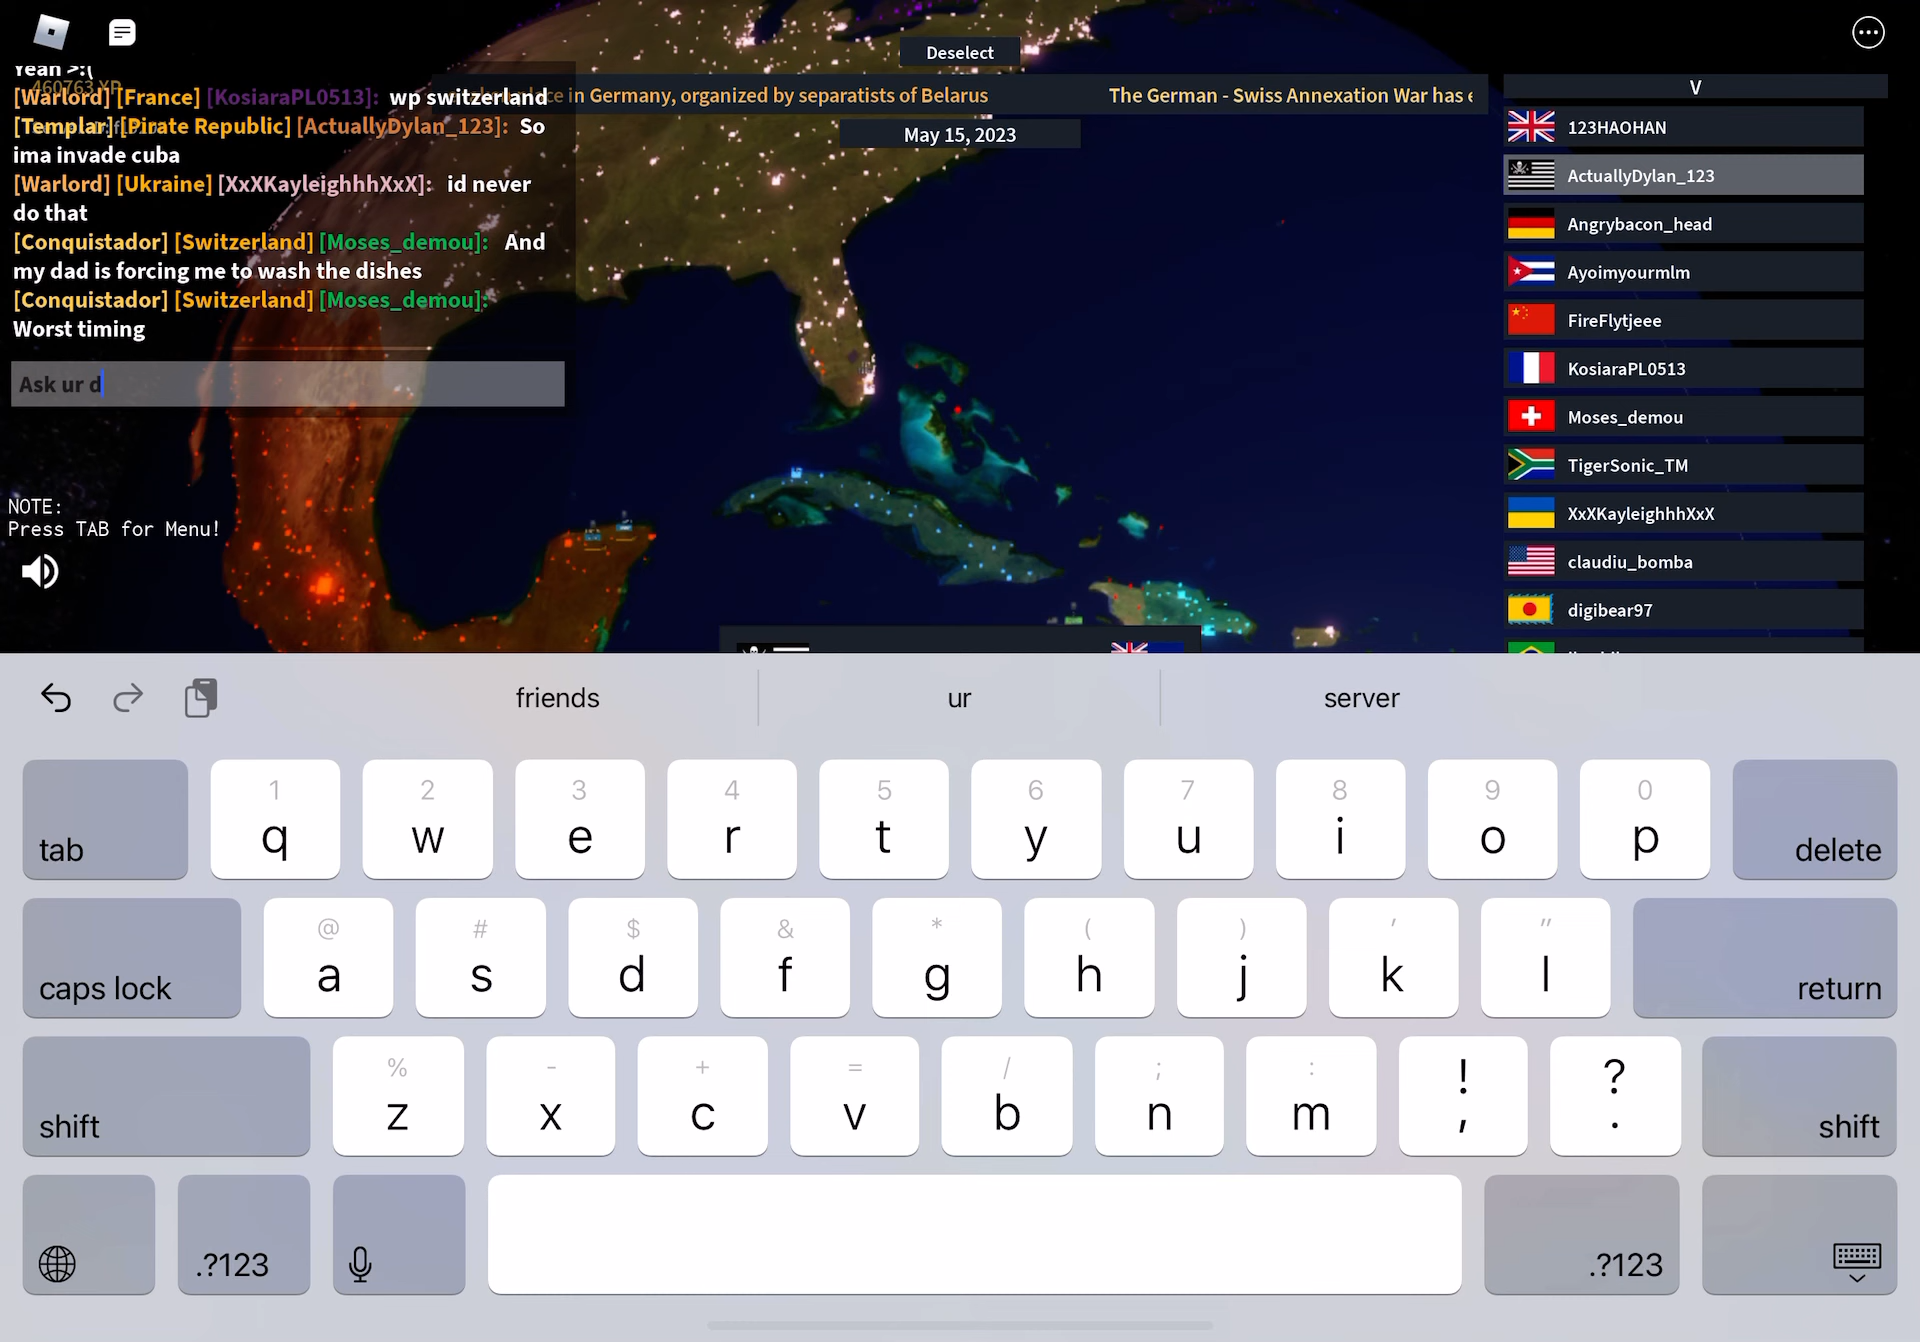 Deselect
Yeah >:(
460763 XP
[Warlord] [France] [KosiaraPL0513]: wp switzerland
ce in Germany, organized by separatists of Belarus
The German - Swiss Annexation War has e
V
[Templar] [Pirate Republic] [ActuallyDylan_123]: So
ima invade cuba
May 15, 2023
[Warlord] [Ukraine] [XxXKayleighhhXxX]: id never
do that
[Conquistador] [Switzerland] [Moses_demou]: And
my dad is forcing me to wash the dishes
[Conquistador] [Switzerland] [Moses_demou]:
Worst timing
Ask ur d
123HAOHAN
ActuallyDylan_123
Angrybacon_head
Ayoimyourmlm
FireFlytjeee
KosiaraPL0513
Moses_demou
TigerSonic_TM
XxXKayleighhhXxX
claudiu_bomba
digibear97
NOTE:
Press TAB for Menu!
friends ur server
1 2 3 4 5 6 7 8 9 0
tab q w e r t y u i o p delete
@ # $ & * ( ) ' "
caps lock a s d f g h j k l return
% - + = / ; : ! ?
shift z x c v b n m , . shift
.?123 .?123